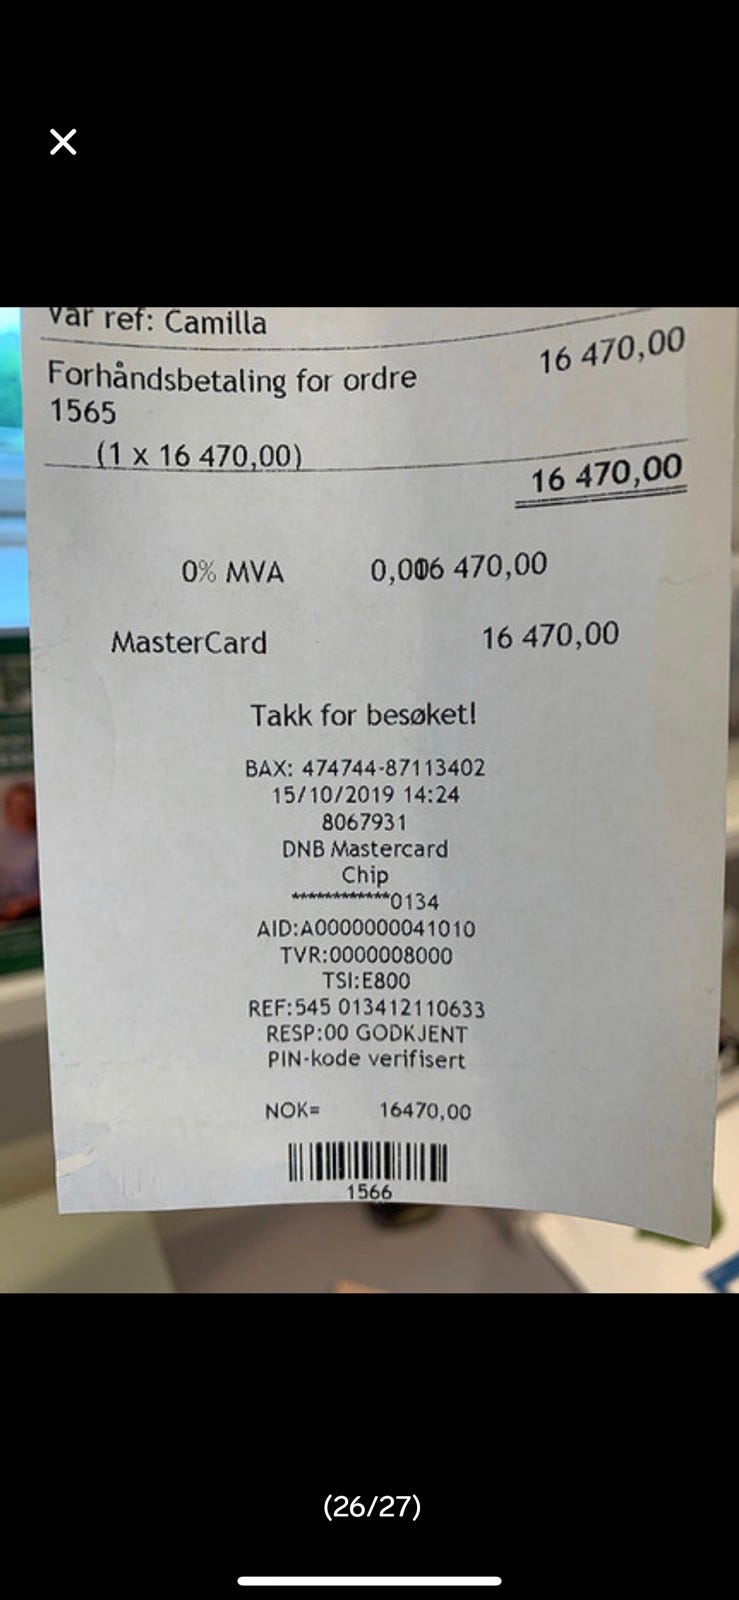 Vår ref: Camilla
Forhåndsbetaling for ordre 16 470,00
1565
(1 x 16 470,00)
16 470,00
0% MVA 0,00 6 470,00
MasterCard 16 470,00
Takk for besøket!
BAX: 474744-87113402
15/10/2019 14:24
8067931
DNB Mastercard
Chip
************0134
AID:A0000000041010
TVR:0000008000
TSI:E800
REF:545 013412110633
RESP:00 GODKJENT
PIN-kode verifisert
NOK= 16470,00
1566
(26/27)